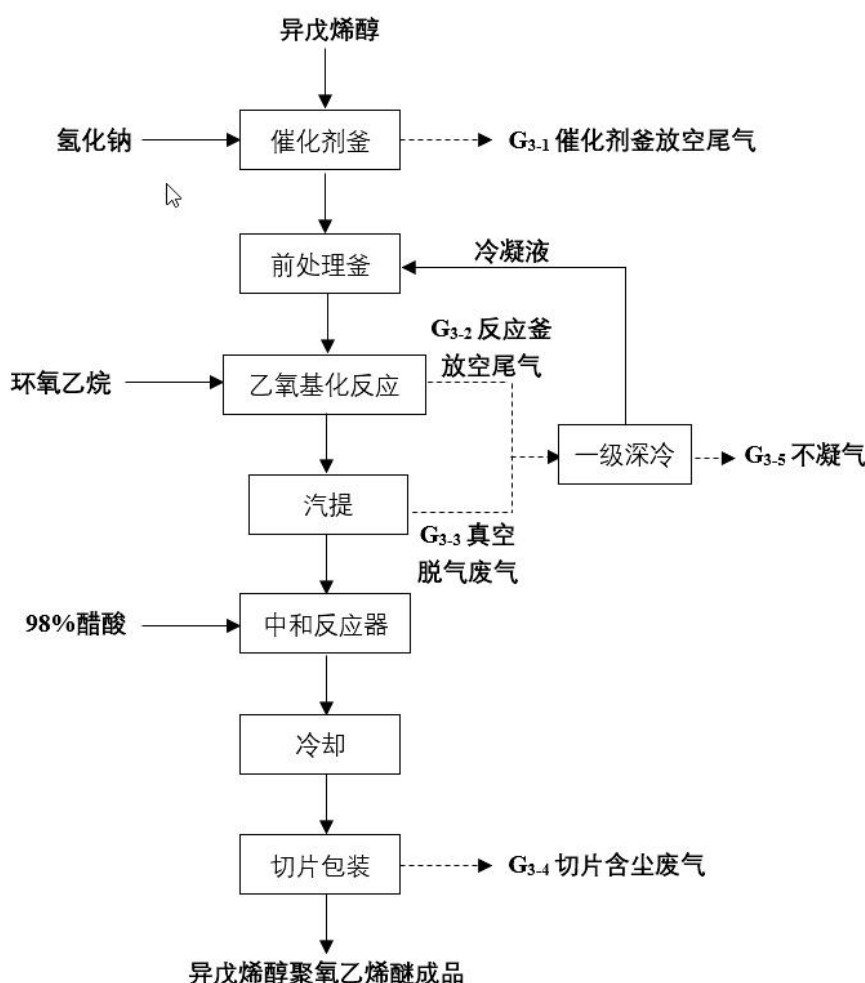 异戊烯醇
氢化钠
催化剂釜
G3-1 催化剂釜放空尾气
前处理釜
冷凝液
G3-2 反应釜
放空尾气
环氧乙烷
乙氧基化反应
一级深冷
G3-5 不凝气
汽提
G3-3 真空
脱气废气
98%醋酸
中和反应器
冷却
切片包装
G3-4 切片含尘废气
异戊烯醇聚氧乙烯醚成品